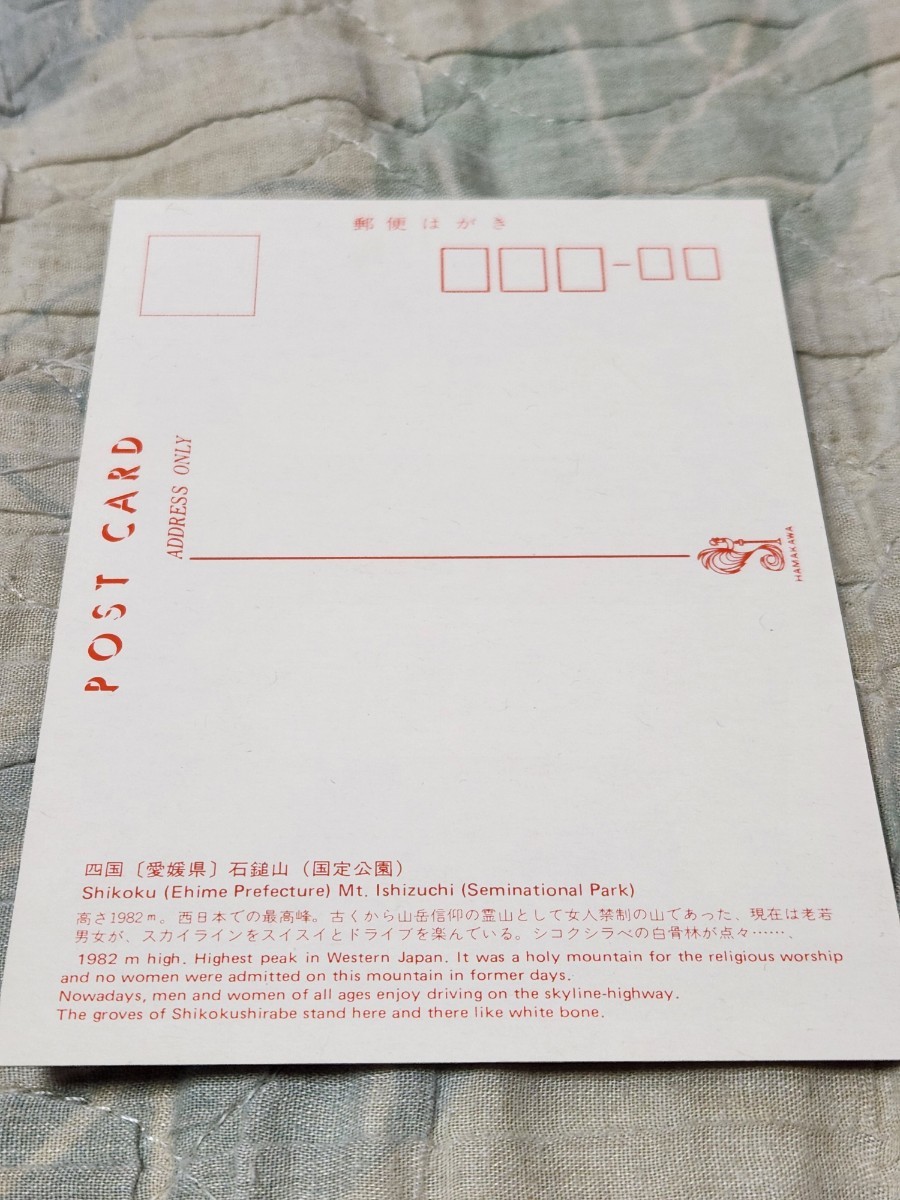 郵便はがき
POST CARD
ADDRESS ONLY
HAMAKAWA
四国〔愛媛県〕石鎚山（国定公園）
Shikoku (Ehime Prefecture) Mt. Ishizuchi (Seminational Park)
高さ1982m。西日本での最高峰。古くから山岳信仰の霊山として女人禁制の山であった、現在は老若
男女が、スカイラインをスイスイとドライブを楽んでいる。シコクシラベの白骨林が点々……、
1982 m high. Highest peak in Western Japan. It was a holy mountain for the religious worship
and no women were admitted on this mountain in former days.
Nowadays, men and women of all ages enjoy driving on the skyline-highway.
The groves of Shikokushirabe stand here and there like white bone.